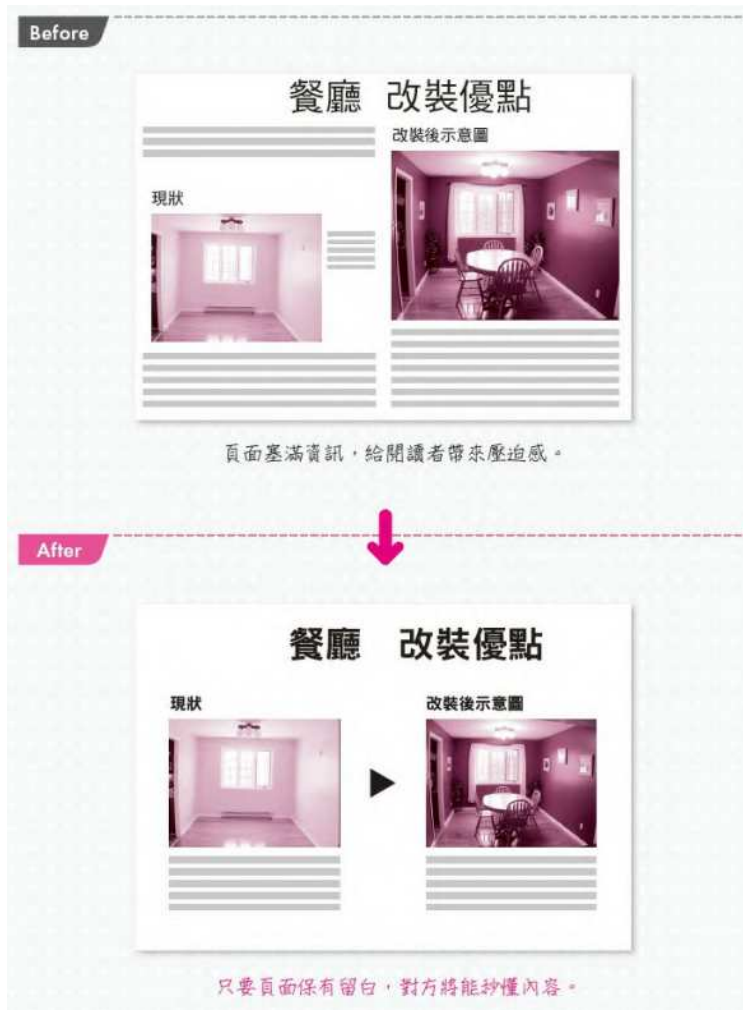 Before
餐廳 改裝優點
改裝後示意圖
現狀
頁面塞滿資訊，給閱讀者帶來壓迫感。
After
餐廳 改裝優點
現狀
改裝後示意圖
只要頁面保有留白，對方將能秒懂內容。